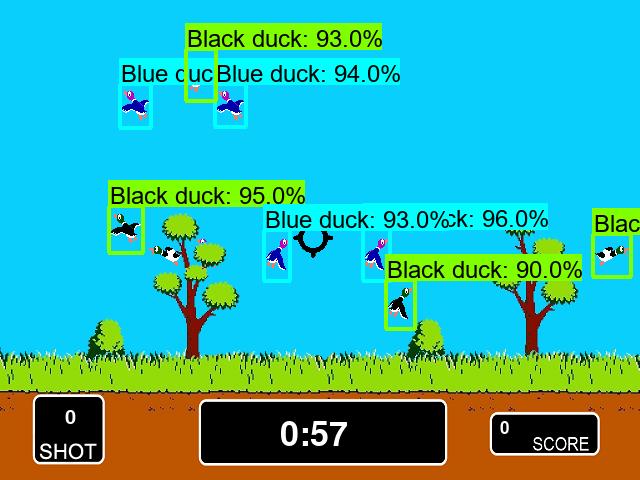 Black duck: 93.0%
Blue duc
Blue duck: 94.0%
Black duck: 95.0%
Blue duck: 93.0%
ck: 96.0%
Blac
Black duck: 90.0%
0
SHOT
0:57
0
SCORE